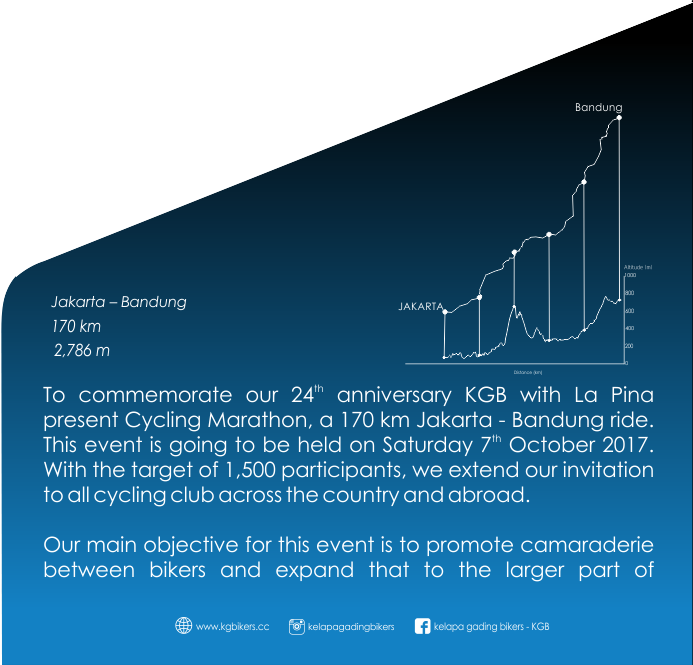 Bandung
Altitude (m)
1000
800
JAKARTA
600
400
200
0
Distance (km)
Jakarta – Bandung
170 km
2,786 m
To commemorate our 24th anniversary KGB with La Pina
present Cycling Marathon, a 170 km Jakarta - Bandung ride.
This event is going to be held on Saturday 7th October 2017.
With the target of 1,500 participants, we extend our invitation
to all cycling club across the country and abroad.
Our main objective for this event is to promote camaraderie
between bikers and expand that to the larger part of
www.kgbikers.cc kelapagadingbikers kelapa gading bikers - KGB